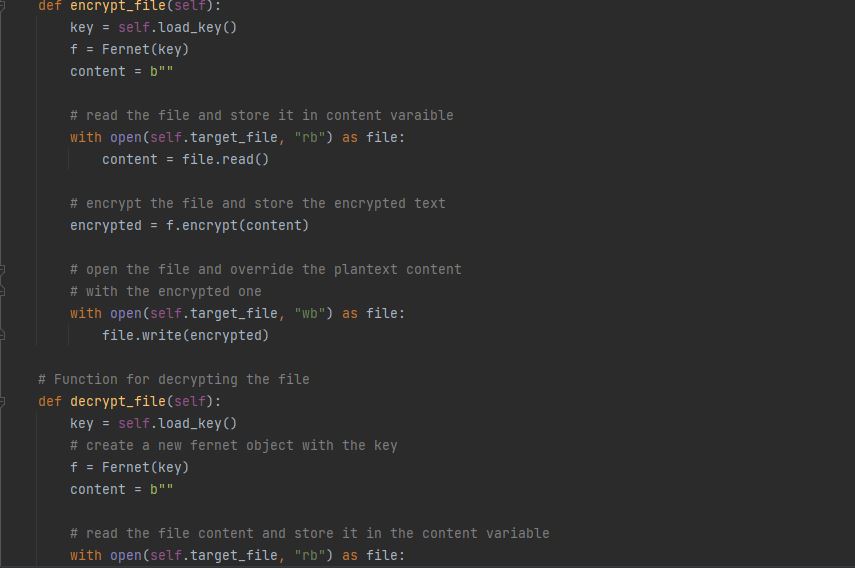 def encrypt_file(self):
key = self.load_key()
f = Fernet(key)
content = b""
# read the file and store it in content varaible
with open(self.target_file, "rb") as file:
content = file.read()
# encrypt the file and store the encrypted text
encrypted = f.encrypt(content)
# open the file and override the plantext content
# with the encrypted one
with open(self.target_file, "wb") as file:
file.write(encrypted)
# Function for decrypting the file
def decrypt_file(self):
key = self.load_key()
# create a new fernet object with the key
f = Fernet(key)
content = b""
# read the file content and store it in the content variable
with open(self.target_file, "rb") as file: